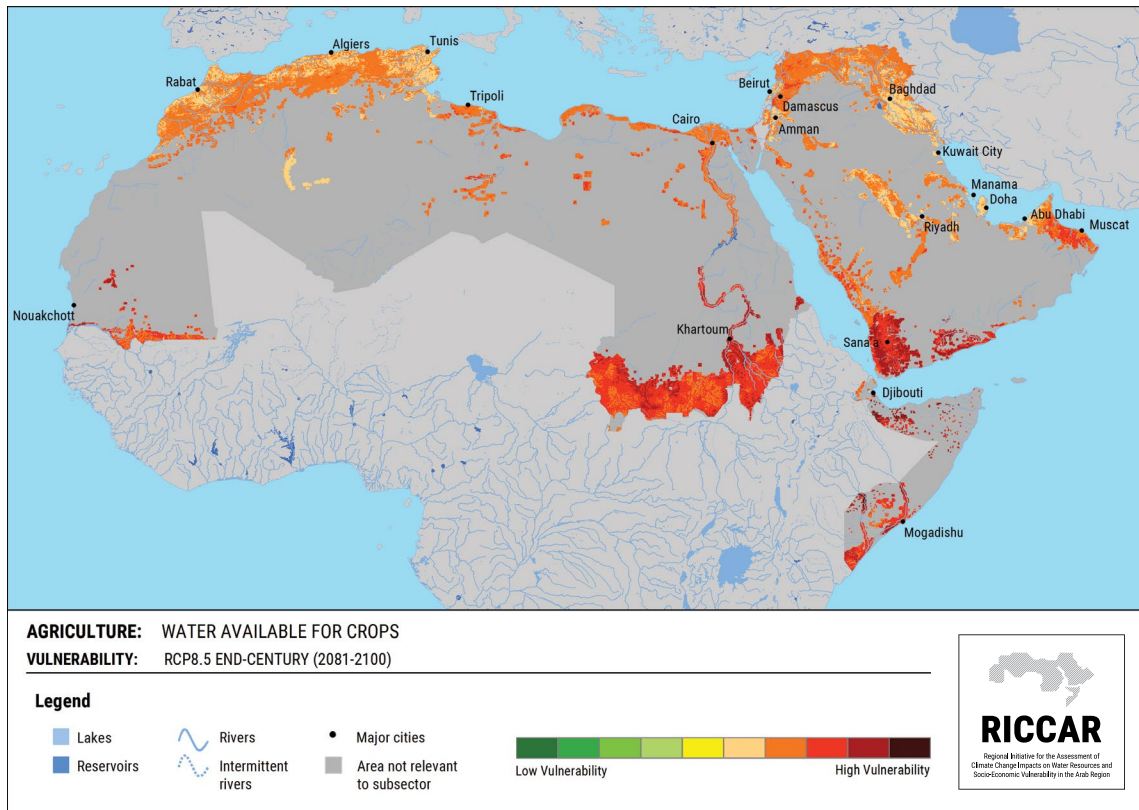 Algiers
Tunis
Rabat
Tripoli
Beirut
Damascus
Baghdad
Cairo
Amman
Kuwait City
Manama
Doha
Abu Dhabi
Muscat
Riyadh
Nouakchott
Khartoum
Sana'a
Djibouti
Mogadishu
AGRICULTURE: WATER AVAILABLE FOR CROPS
VULNERABILITY: RCP8.5 END-CENTURY (2081-2100)
Legend
Lakes
Rivers
Major cities
Reservoirs
Intermittent
rivers
Area not relevant
to subsector
Low Vulnerability
High Vulnerability
RICCAR
Regional Initiative for the Assessment of
Climate Change Impacts on Water Resources and
Socio-Economic Vulnerability in the Arab Region